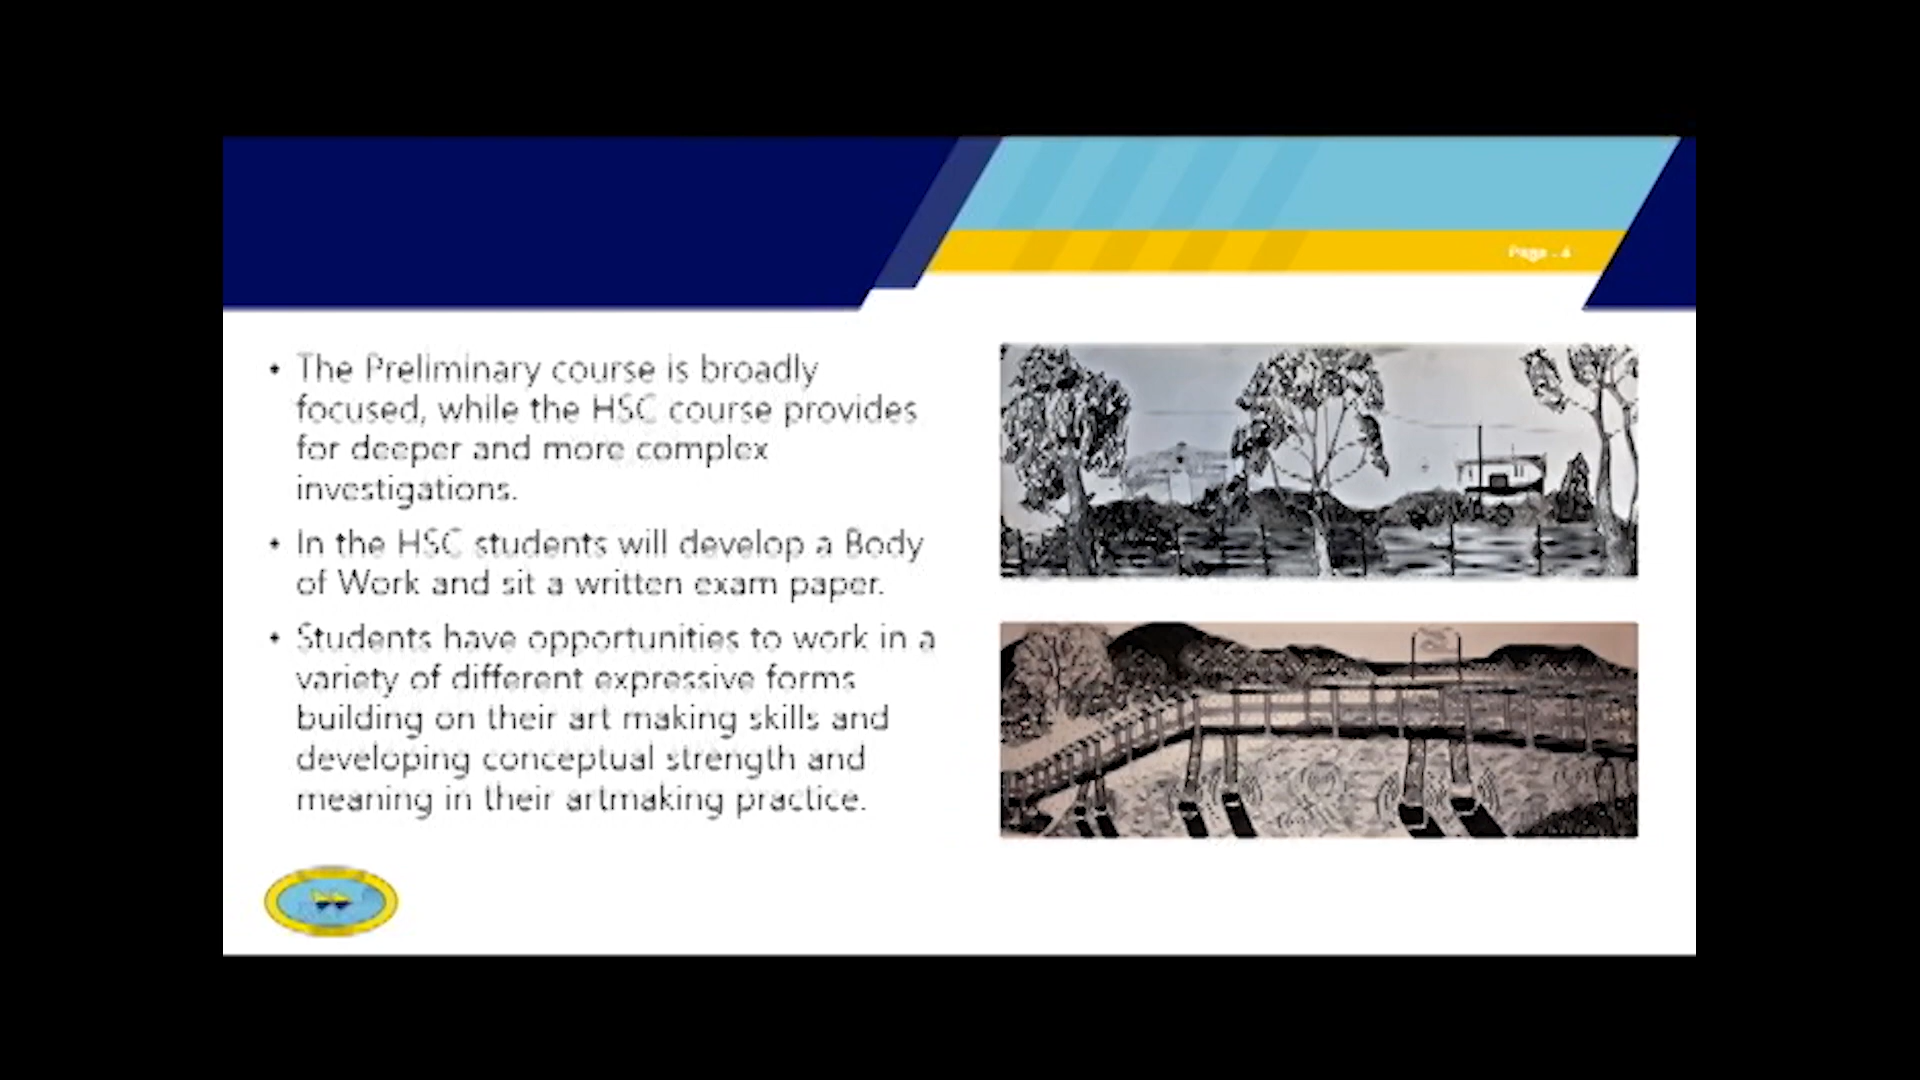 Page - 4
• The Preliminary course is broadly
focused, while the HSC course provides
for deeper and more complex
investigations.
• In the HSC students will develop a Body
of Work and sit a written exam paper.
• Students have opportunities to work in a
variety of different expressive forms
building on their art making skills and
developing conceptual strength and
meaning in their artmaking practice.